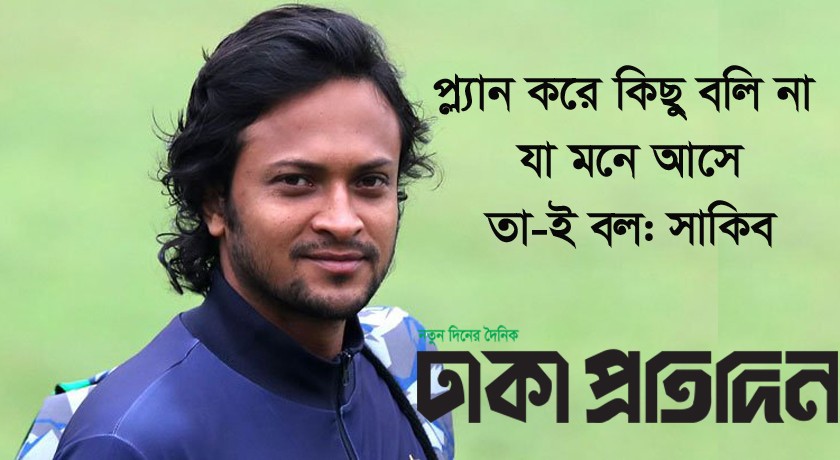 প্ল্যান করে কিছু বলি না
যা মনে আসে
তা-ই বল: সাকিব
নতুন দিনের দৈনিক
ঢাকা প্রতিদিন